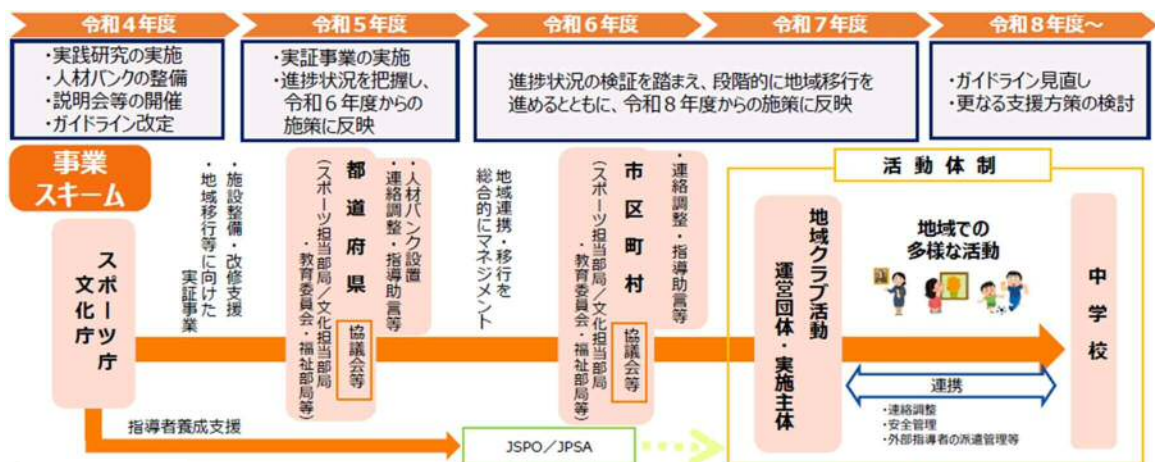 令和4年度
令和5年度
令和6年度
令和7年度
令和8年度～
・実践研究の実施
・人材バンクの整備
・説明会等の開催
・ガイドライン改定
・実証事業の実施
・進捗状況を把握し、
令和6年度からの
施策に反映
進捗状況の検証を踏まえ、段階的に地域移行を
進めるとともに、令和8年度からの施策に反映
・ガイドライン見直し
・更なる支援方策の検討
事業
スキーム
スポーツ庁
文化庁
・施設整備・改修支援
・地域移行等に向けた
実証事業
都道府県
(スポーツ担当部局/文化担当部局
・教育委員会・福祉部局等)
協議会等
・人材バンク設置
・連絡調整・指導助言等
地域連携・移行を
総合的にマネジメント
市区町村
(スポーツ担当部局/文化担当部局
・教育委員会・福祉部局等)
協議会等
・連絡調整・指導助言等
活動体制
地域クラブ活動
運営団体・実施主体
地域での
多様な活動
連携
・連絡調整
・安全管理
・外部指導者の派遣管理等
中学校
指導者養成支援
JSPO/JPSA